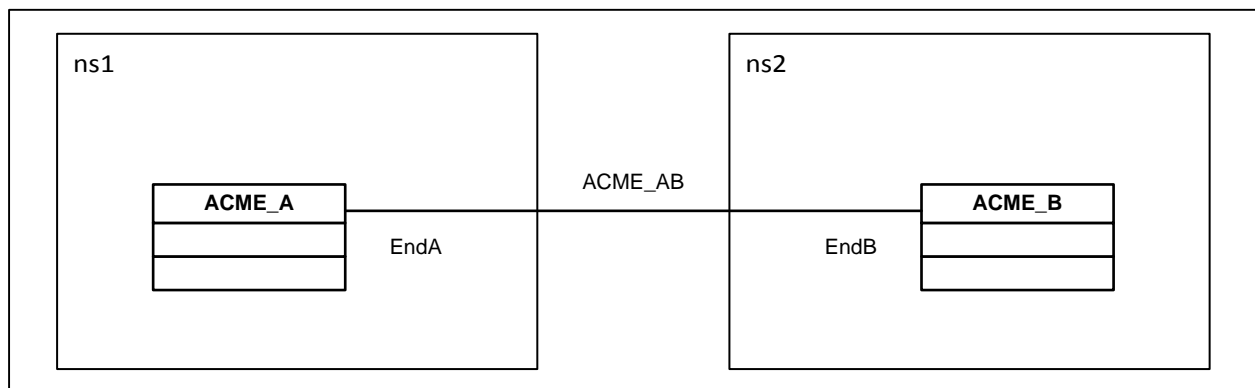 ns1
ns2
ACME_AB
ACME_A
ACME_B
EndA
EndB